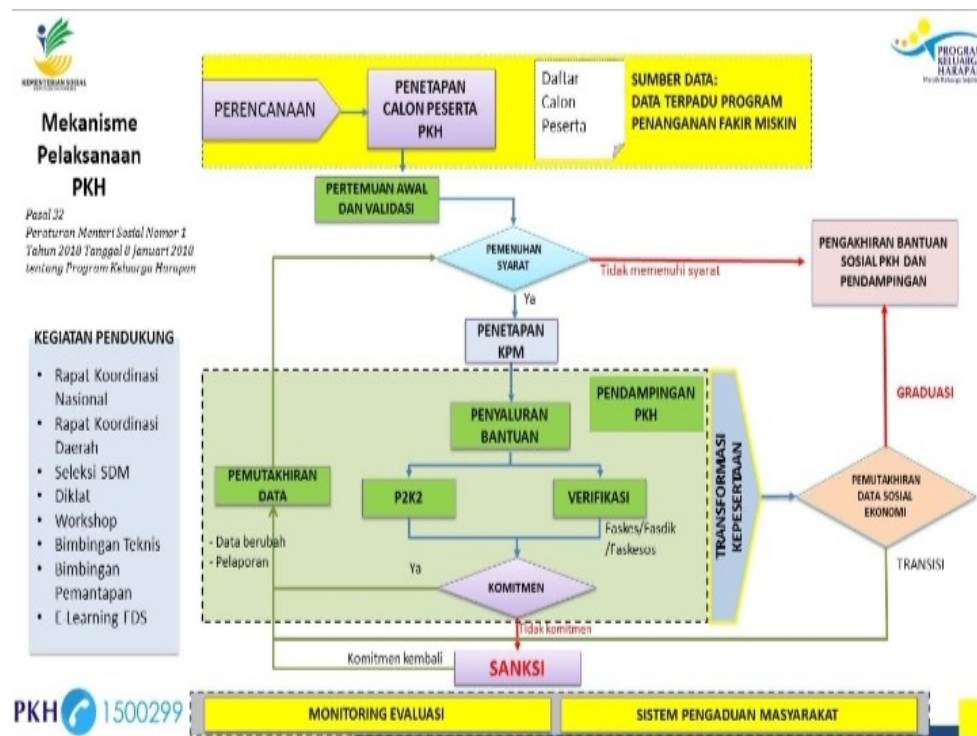 KEMENTERIAN SOSIAL
REPUBLIK INDONESIA
Mekanisme
Pelaksanaan
PKH
Pasal 32
Peraturan Menteri Sosial Nomor 1
Tahun 2018 Tanggal 8 Januari 2018
tentang Program Keluarga Harapan
PERENCANAAN
PENETAPAN
CALON PESERTA
PKH
Daftar
Calon
Peserta
SUMBER DATA:
DATA TERPADU PROGRAM
PENANGANAN FAKIR MISKIN
PROGRAM
KELUARGA
HARAPAN
PERTEMUAN AWAL
DAN VALIDASI
PEMENUHAN
SYARAT
Tidak memenuhi syarat
PENGAKHIRAN BANTUAN
SOSIAL PKH DAN
PENDAMPINGAN
Ya
PENETAPAN
KPM
KEGIATAN PENDUKUNG
• Rapat Koordinasi
Nasional
• Rapat Koordinasi
Daerah
• Seleksi SDM
• Diklat
• Workshop
• Bimbingan Teknis
• Bimbingan
Pemantapan
• E-Learning FDS
PENDAMPINGAN
PKH
PENYALURAN
BANTUAN
PEMUTAKHIRAN
DATA
P2K2
VERIFIKASI
Faskes/Fasdik
/Faskesos
- Data berubah
- Pelaporan
Ya
KOMITMEN
Tidak komitmen
Komitmen kembali
SANKSI
TRANSFORMASI
KEPESERTAAN
GRADUASI
PEMUTAKHIRAN
DATA SOSIAL
EKONOMI
TRANSISI
PKH 1500299
MONITORING EVALUASI
SISTEM PENGADUAN MASYARAKAT